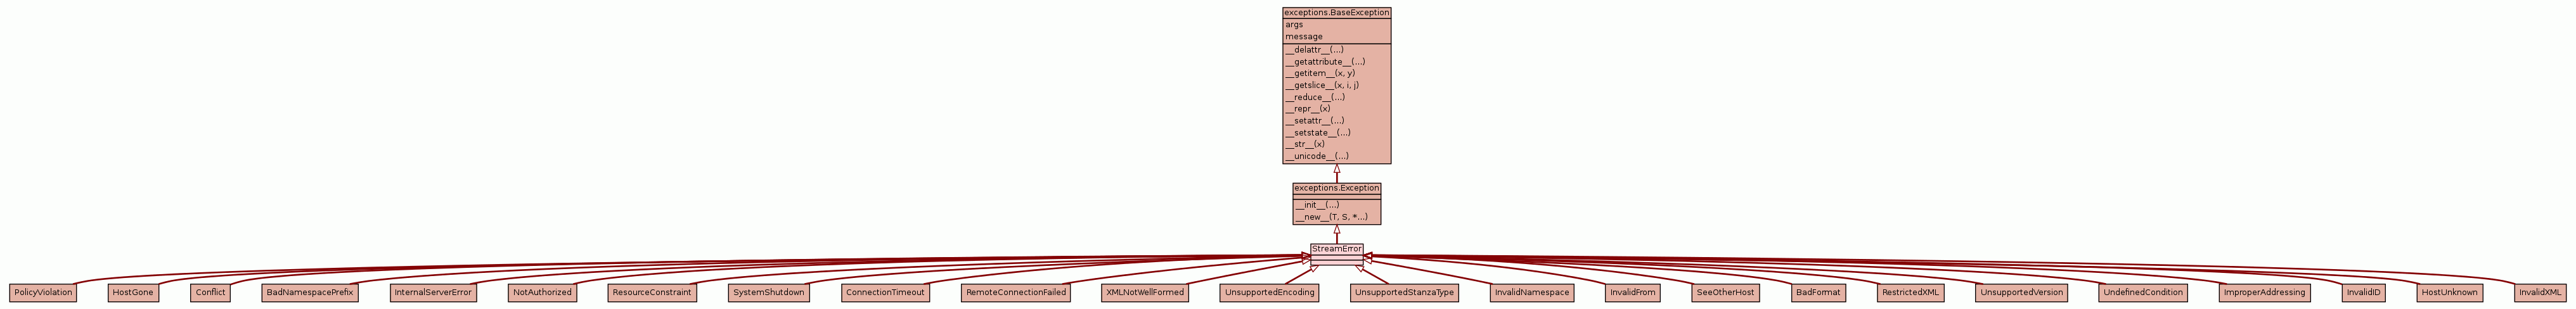 exceptions.BaseException
args
message
__delattr__(...)
__getattribute__(...)
__getitem__(x, y)
__getslice__(x, i, j)
__reduce__(...)
__repr__(x)
__setattr__(...)
__setstate__(...)
__str__(x)
__unicode__(...)
exceptions.Exception
__init__(...)
__new__(T, S, *...)
StreamError
PolicyViolation
HostGone
Conflict
BadNamespacePrefix
InternalServerError
NotAuthorized
ResourceConstraint
SystemShutdown
ConnectionTimeout
RemoteConnectionFailed
XMLNotWellFormed
UnsupportedEncoding
UnsupportedStanzaType
InvalidNamespace
InvalidFrom
SeeOtherHost
BadFormat
RestrictedXML
UnsupportedVersion
UndefinedCondition
ImproperAddressing
InvalidID
HostUnknown
InvalidXML